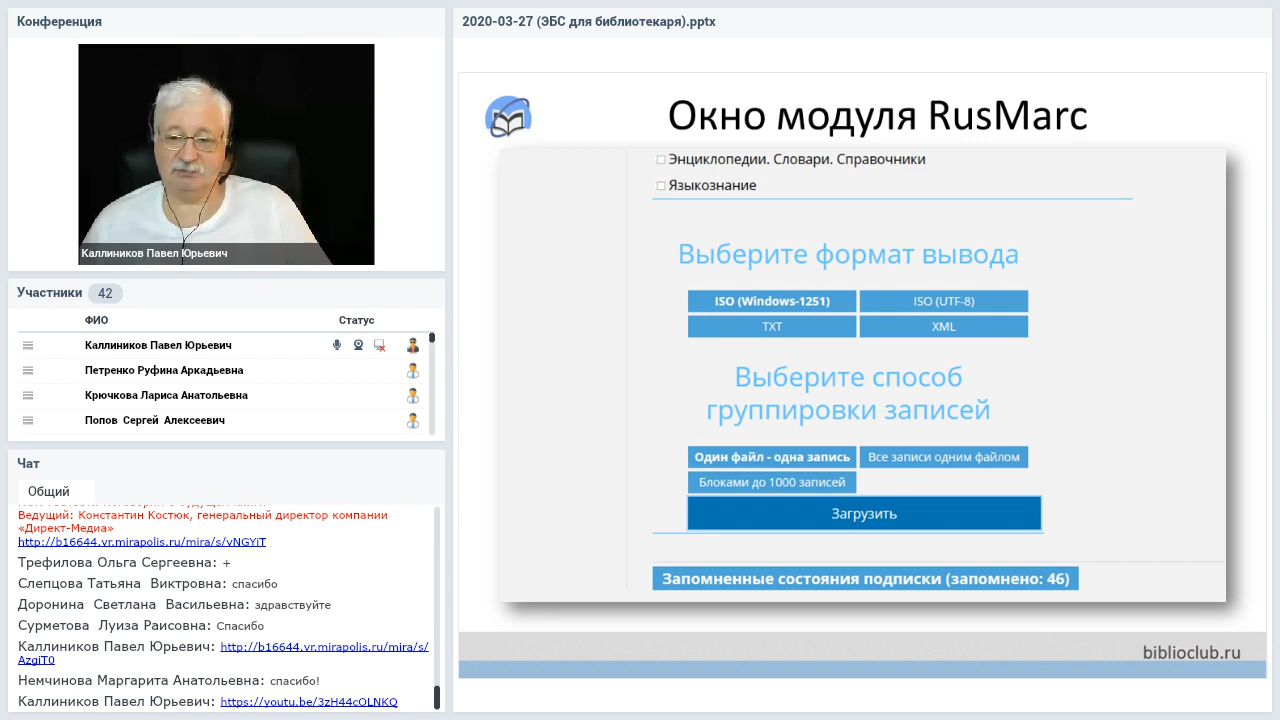 Конференция
Каллиников Павел Юрьевич
Участники 42
ФИО Статус
Каллиников Павел Юрьевич
Петренко Руфина Аркадьевна
Крючкова Лариса Анатольевна
Попов Сергей Алексеевич
Чат
Общий
Ведущий: Константин Костюк, генеральный директор компании
«Директ-Медиа»
http://b16644.vr.mirapolis.ru/mira/s/vNGYiT
Трефилова Ольга Сергеевна: +
Слепцова Татьяна Виктровна: спасибо
Доронина Светлана Васильевна: здравствуйте
Сурметова Луиза Раисовна: Спасибо
Каллиников Павел Юрьевич: http://b16644.vr.mirapolis.ru/mira/s/
AzgiT0
Немчинова Маргарита Анатольевна: спасибо!
Каллиников Павел Юрьевич: https://youtu.be/3zH44cOLNKQ
2020-03-27 (ЭБС для библиотекаря).pptx
Окно модуля RusMarc
Энциклопедии. Словари. Справочники
Языкознание
Выберите формат вывода
ISO (Windows-1251) ISO (UTF-8)
TXT XML
Выберите способ
группировки записей
Один файл - одна запись Все записи одним файлом
Блоками до 1000 записей
Загрузить
Запомненные состояния подписки (запомнено: 46)
biblioclub.ru